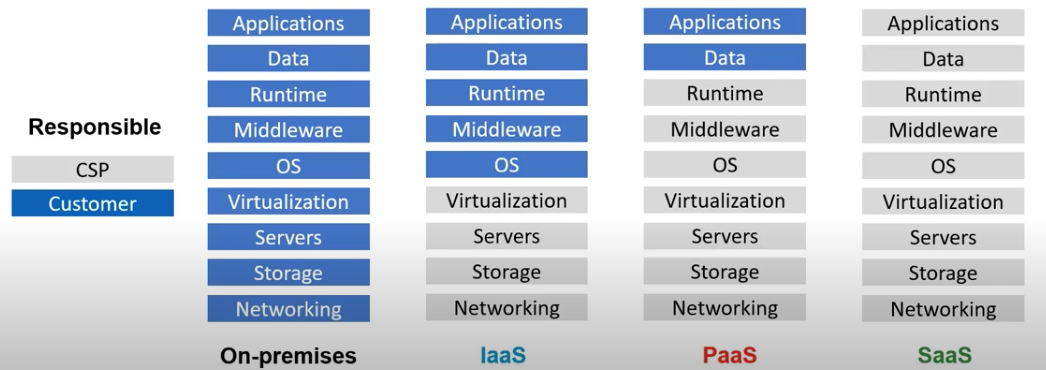 Responsible
CSP
Customer
Applications
Data
Runtime
Middleware
OS
Virtualization
Servers
Storage
Networking
On-premises
Applications
Data
Runtime
Middleware
OS
Virtualization
Servers
Storage
Networking
IaaS
Applications
Data
Runtime
Middleware
OS
Virtualization
Servers
Storage
Networking
PaaS
Applications
Data
Runtime
Middleware
OS
Virtualization
Servers
Storage
Networking
SaaS